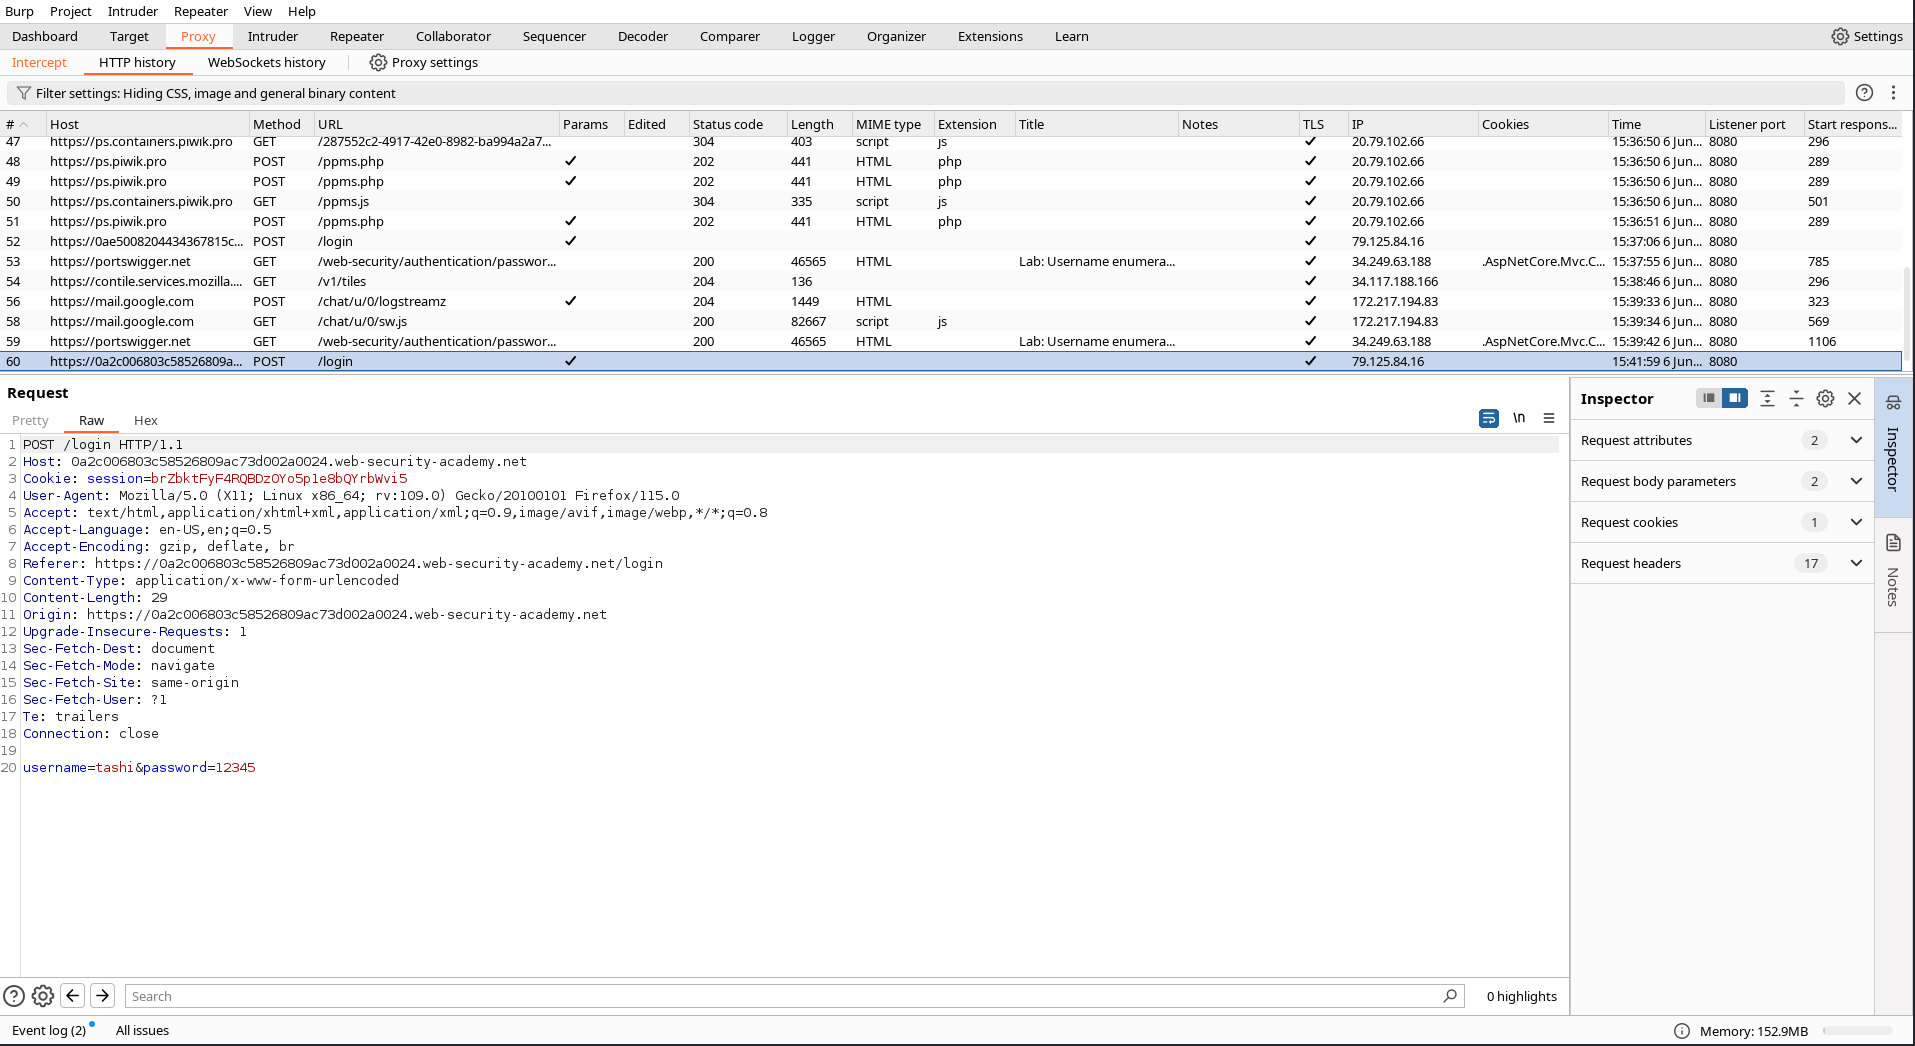 Burp Project Intruder Repeater View Help
Dashboard Target Proxy Intruder Repeater Collaborator Sequencer Decoder Comparer Logger Organizer Extensions Learn Settings
Intercept HTTP history WebSockets history Proxy settings
Filter settings: Hiding CSS, image and general binary content
# Host Method URL Params Edited Status code Length MIME type Extension Title Notes TLS IP Cookies Time Listener port Start respons...
47 https://ps.containers.piwik.pro GET /287552c2-4917-42e0-8982-ba994a2a7... 304 403 script js ✓ 20.79.102.66 15:36:50 6 Jun... 8080 296
48 https://ps.piwik.pro POST /ppms.php ✓ 202 441 HTML php ✓ 20.79.102.66 15:36:50 6 Jun... 8080 289
49 https://ps.piwik.pro POST /ppms.php ✓ 202 441 HTML php ✓ 20.79.102.66 15:36:50 6 Jun... 8080 289
50 https://ps.containers.piwik.pro GET /ppms.js 304 335 script js ✓ 20.79.102.66 15:36:50 6 Jun... 8080 501
51 https://ps.piwik.pro POST /ppms.php ✓ 202 441 HTML php ✓ 20.79.102.66 15:36:51 6 Jun... 8080 289
52 https://0ae5008204434367815c... POST /login ✓ ✓ 79.125.84.16 15:37:06 6 Jun... 8080
53 https://portswigger.net GET /web-security/authentication/passwor... 200 46565 HTML Lab: Username enumera... ✓ 34.249.63.188 .AspNetCore.Mvc.C... 15:37:55 6 Jun... 8080 785
54 https://contile.services.mozilla.... GET /v1/tiles 204 136 ✓ 34.117.188.166 15:38:46 6 Jun... 8080 296
56 https://mail.google.com POST /chat/u/0/logstreamz ✓ 204 1449 HTML ✓ 172.217.194.83 15:39:33 6 Jun... 8080 323
58 https://mail.google.com GET /chat/u/0/sw.js 200 82667 script js ✓ 172.217.194.83 15:39:34 6 Jun... 8080 569
59 https://portswigger.net GET /web-security/authentication/passwor... 200 46565 HTML Lab: Username enumera... ✓ 34.249.63.188 .AspNetCore.Mvc.C... 15:39:42 6 Jun... 8080 1106
60 https://0a2c006803c58526809a... POST /login ✓ ✓ 79.125.84.16 15:41:59 6 Jun... 8080
Request
Pretty Raw Hex \n
1 POST /login HTTP/1.1
2 Host: 0a2c006803c58526809ac73d002a0024.web-security-academy.net
3 Cookie: session=brZbktFyF4RQBDzOYo5ple8bQYrbWvi5
4 User-Agent: Mozilla/5.0 (X11; Linux x86_64; rv:109.0) Gecko/20100101 Firefox/115.0
5 Accept: text/html,application/xhtml+xml,application/xml;q=0.9,image/avif,image/webp,*/*;q=0.8
6 Accept-Language: en-US,en;q=0.5
7 Accept-Encoding: gzip, deflate, br
8 Referer: https://0a2c006803c58526809ac73d002a0024.web-security-academy.net/login
9 Content-Type: application/x-www-form-urlencoded
10 Content-Length: 29
11 Origin: https://0a2c006803c58526809ac73d002a0024.web-security-academy.net
12 Upgrade-Insecure-Requests: 1
13 Sec-Fetch-Dest: document
14 Sec-Fetch-Mode: navigate
15 Sec-Fetch-Site: same-origin
16 Sec-Fetch-User: ?1
17 Te: trailers
18 Connection: close
19
20 username=tashi&password=12345
Inspector
Request attributes 2
Request body parameters 2
Request cookies 1
Request headers 17
Inspector
Notes
Search 0 highlights
Event log (2) All issues Memory: 152.9MB